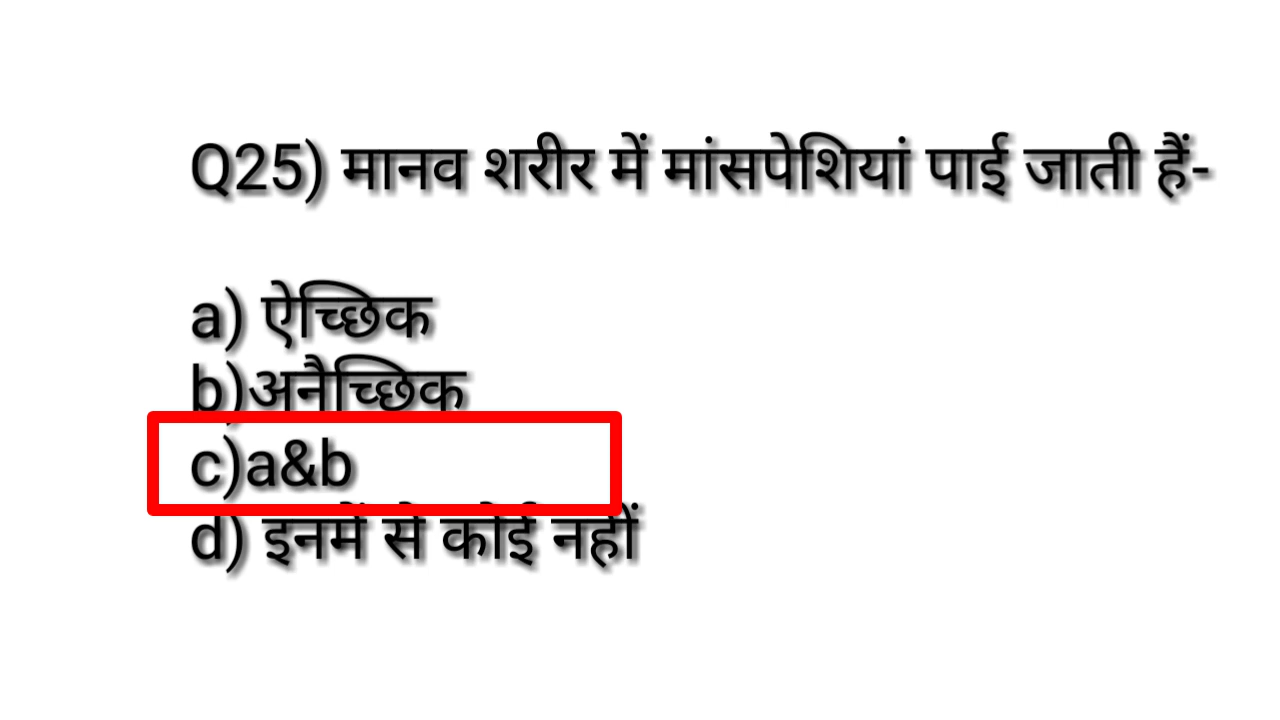 Q25) मानव शरीर में मांसपेशियां पाई जाती हैं-
a) ऐच्छिक
b)अनैच्छिक
c)a&b
d) इनमें से कोई नहीं